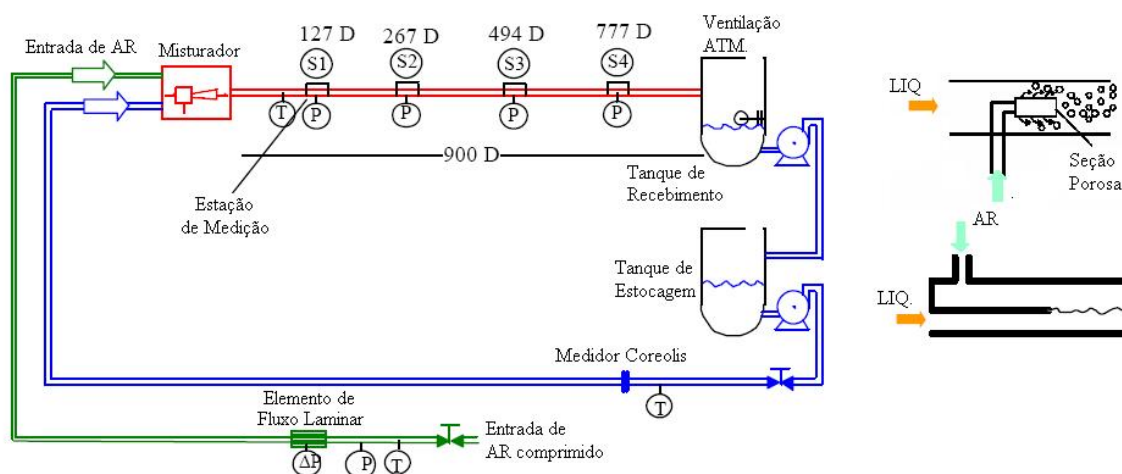 127 D
267 D
494 D
777 D
Ventilação
ATM.
Entrada de AR
Misturador
S1
S2
S3
S4
T
P
P
P
P
900 D
Estação
de Medição
Tanque de
Recebimento
Tanque de
Estocagem
Medidor Coreolis
T
Elemento de
Fluxo Laminar
ΔP
P
T
Entrada de
AR comprimido
LIQ
Seção
Porosa
AR
LIQ.